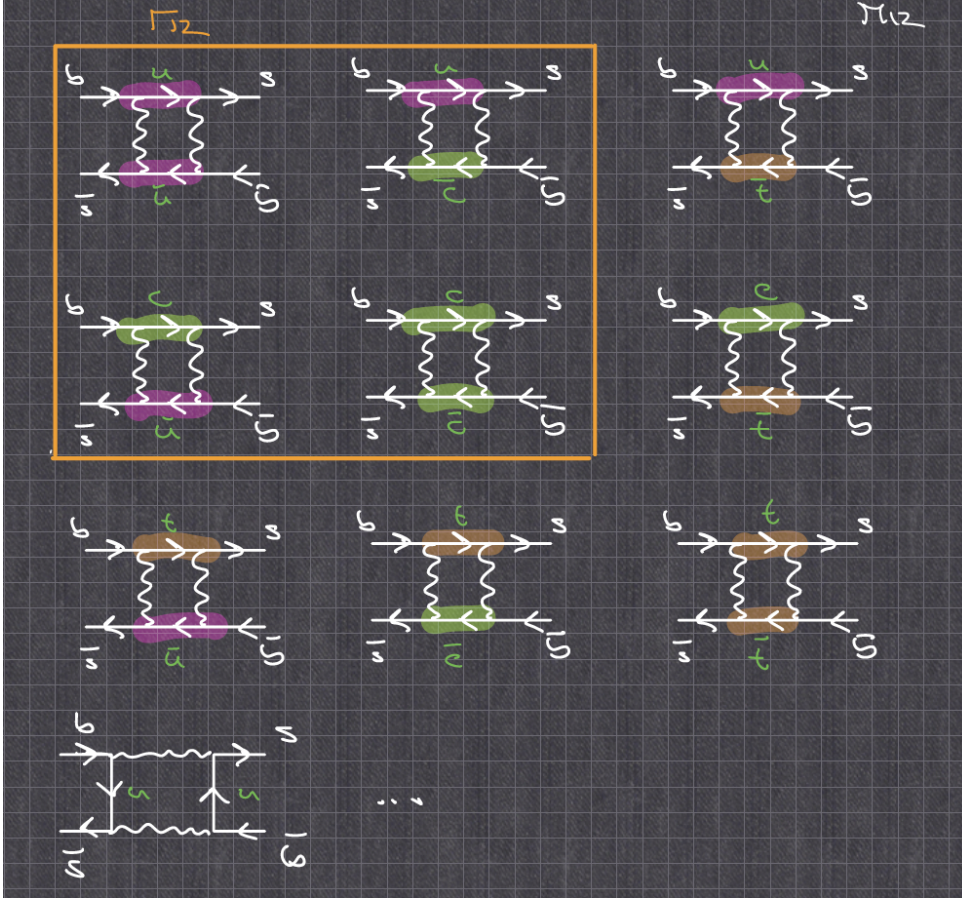 Γ12
M12
b u s b u s b u s
s̄ ū b̄ s̄ c̄ b̄ s̄ t̄ b̄
b c s b c s b c s
s̄ ū b̄ s̄ c̄ b̄ s̄ t̄ b̄
b t s b t s b t s
s̄ ū b̄ s̄ c̄ b̄ s̄ t̄ b̄
b s
u u ...
s̄ b̄